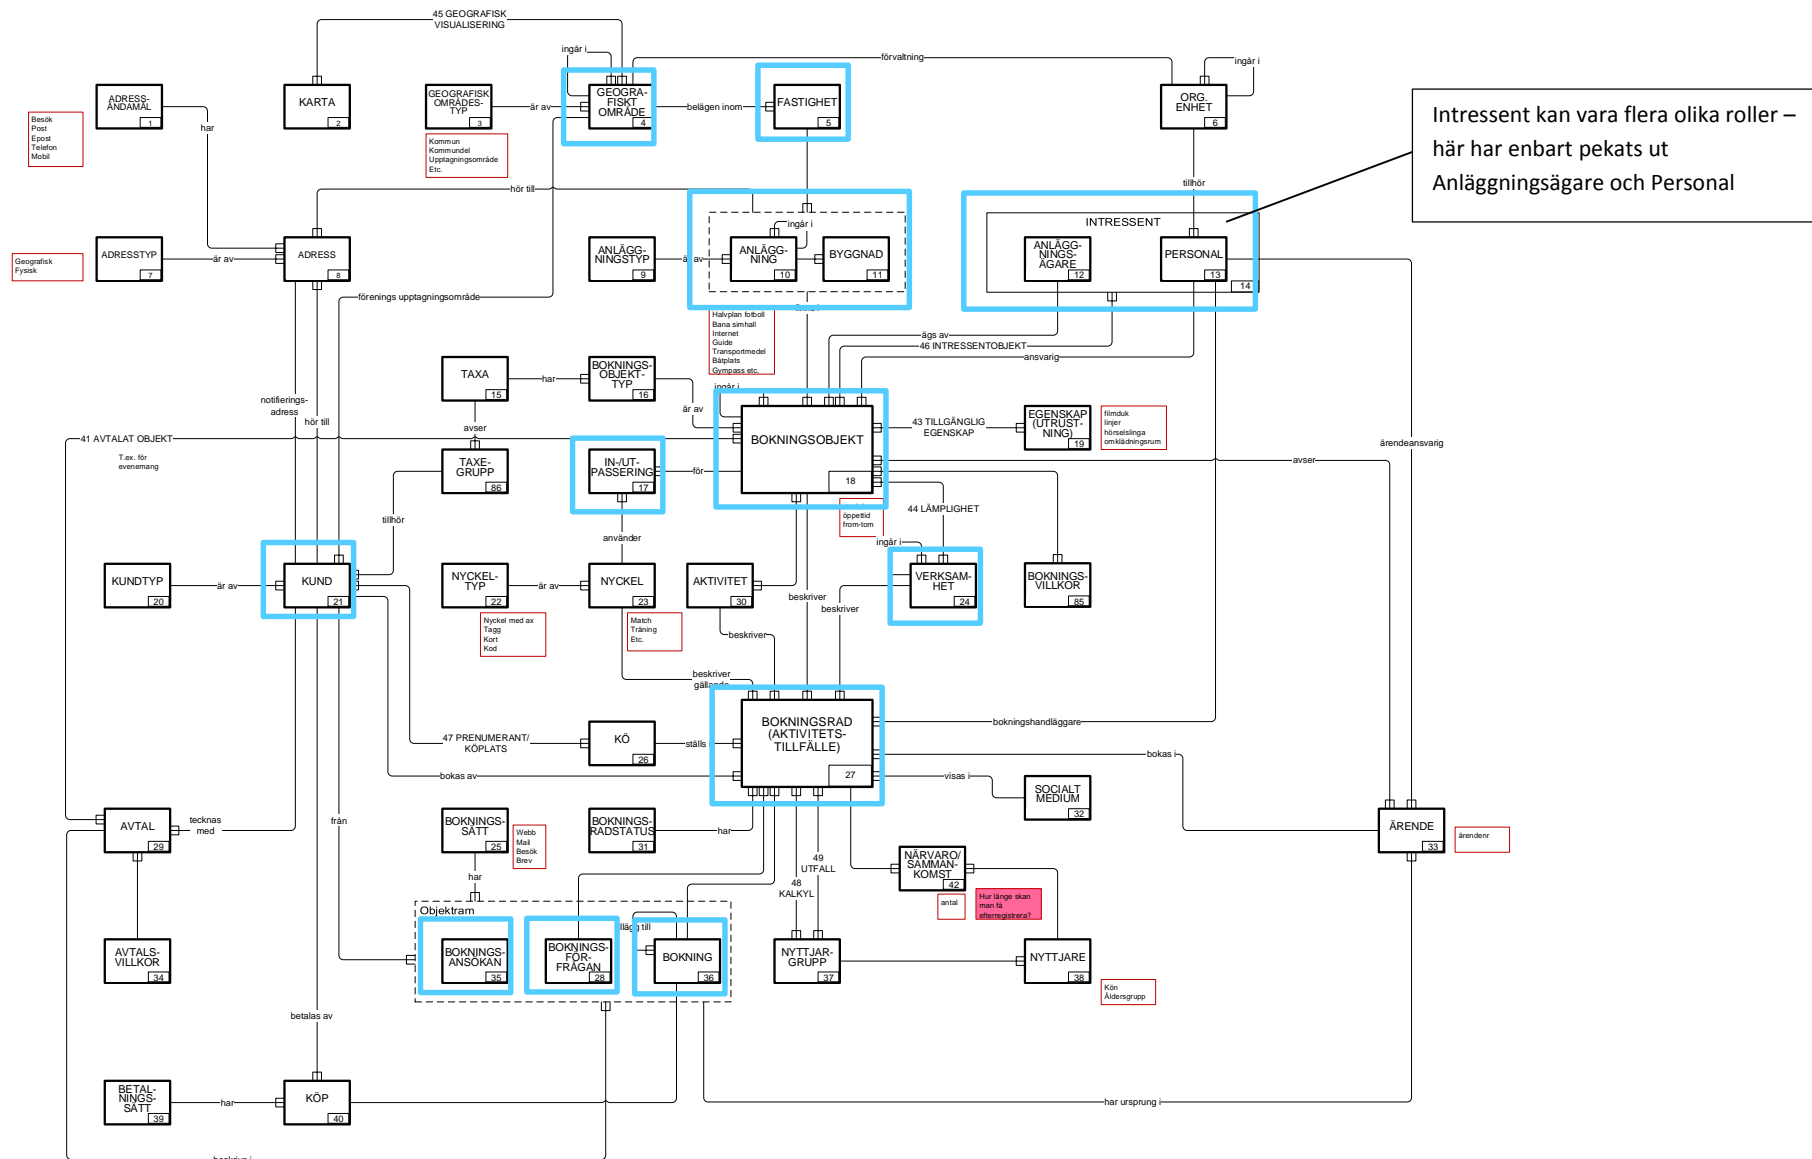 45 GEOGRAFISK
VISUALISERING
ingår i
förvaltning
ingår i
ADRESS-
ÄNDAMÅL
1
KARTA
2
GEOGRAFISK
OMRÅDES-
TYP
3
är av
GEOGRA-
FISKT
OMRÅDE
4
belägen inom
FASTIGHET
5
ORG.
ENHET
6
Intressent kan vara flera olika roller –
här har enbart pekats ut
Anläggningsägare och Personal
Besök
Post
Epost
Telefon
Mobil
har
Kommun
Kommundel
Upptagningsområde
Etc.
hör till
tillhör
INTRESSENT
ingår i
ADRESSTYP
7
är av
ADRESS
8
ANLÄGG-
NINGSTYP
9
är av
ANLÄGG-
NING
10
BYGGNAD
11
ANLÄGG-
NINGS-
ÄGARE
12
PERSONAL
13
14
Geografisk
Fysisk
förenings upptagningsområde
Halvplan fotboll
Bana simhall
Internet
Guide
Transportmedel
Båtplats
Gympass etc.
ägs av
46 INTRESSENTOBJEKT
ansvarig
TAXA
15
har
BOKNINGS-
OBJEKT-
TYP
16
ingår i
är av
notifierings-
adress
hör till
avser
41 AVTALAT OBJEKT
T.ex. för
evenemang
BOKNINGSOBJEKT
18
43 TILLGÄNGLIG
EGENSKAP
EGENSKAP
(UTRUST-
NING)
19
filmduk
linjer
hörselslinga
omklädningsrum
ärendeansvarig
TAXE-
GRUPP
86
IN-/UT-
PASSERING
17
för
avser
öppettid
from-tom
44 LÄMPLIGHET
tillhör
använder
ingår i
KUNDTYP
20
är av
KUND
21
NYCKEL-
TYP
22
är av
NYCKEL
23
AKTIVITET
30
beskriver
beskriver
VERKSAM-
HET
24
BOKNINGS-
VILLKOR
85
Nyckel med ax
Tagg
Kort
Kod
Match
Träning
Etc.
beskriver
beskriver
gällande
BOKNINGSRAD
(AKTIVITETS-
TILLFÄLLE)
27
bokningshandläggare
47 PRENUMERANT/
KÖPLATS
KÖ
26
ställs i
bokas i
bokas av
visas i
SOCIALT
MEDIUM
32
AVTAL
29
tecknas
med
från
BOKNINGS-
SÄTT
25
Webb
Mail
Besök
Brev
BOKNINGS-
RADSTATUS
31
har
ÄRENDE
33
ärendenr
har
49
UTFALL
48
KALKYL
NÄRVARO/
SAMMAN-
KOMST
42
antal
Hur länge skan
man få
efterregistrera?
Objektram
tillägg till
AVTALS-
VILLKOR
34
BOKNINGS-
ANSÖKAN
35
BOKNINGS-
FÖR-
FRÅGAN
28
BOKNING
36
NYTTJAR-
GRUPP
37
NYTTJARE
38
Kön
Åldersgrupp
betalas av
BETAL-
NINGS-
SÄTT
39
har
KÖP
40
har ursprung i